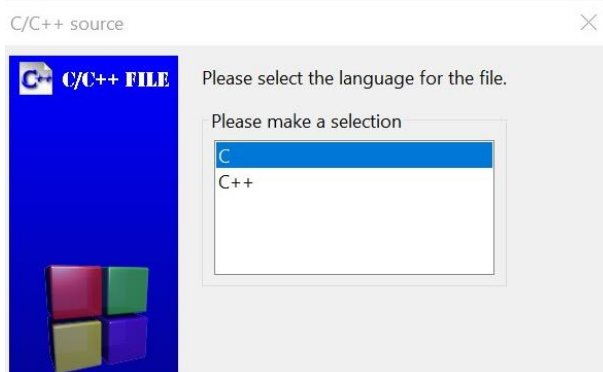 C/C++ source
C++ C/C++ FILE
Please select the language for the file.
Please make a selection
C
C++